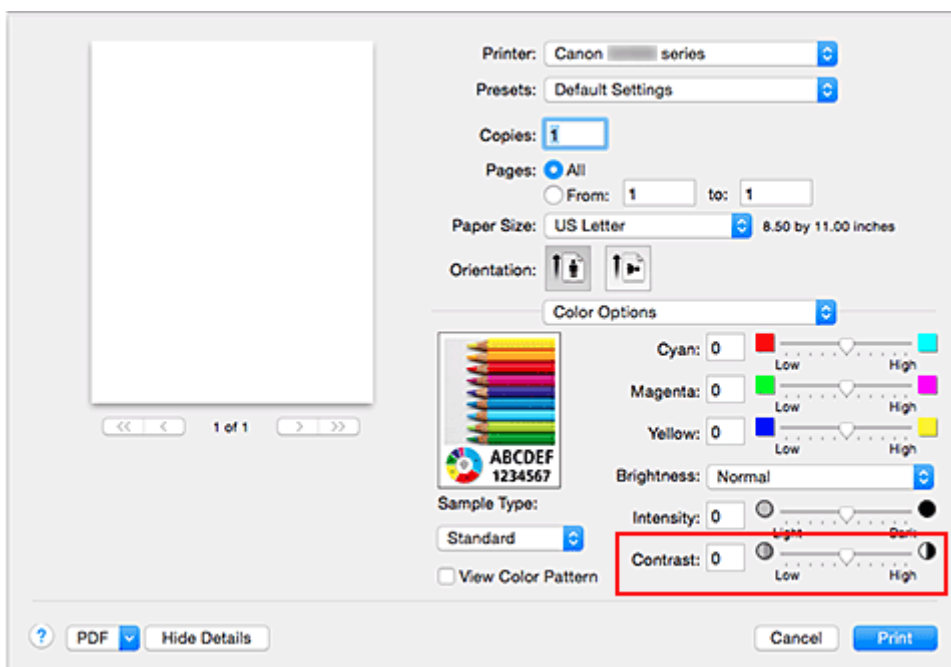 Printer: Canon series
Presets: Default Settings
Copies: 1
Pages: All
From: 1 to: 1
Paper Size: US Letter 8.50 by 11.00 inches
Orientation:
Color Options
Cyan: 0
Low High
Magenta: 0
Low High
Yellow: 0
Low High
Brightness: Normal
Intensity: 0
Light Dark
Contrast: 0
Low High
ABCDEF
1234567
Sample Type:
Standard
View Color Pattern
1 of 1
? PDF Hide Details Cancel Print